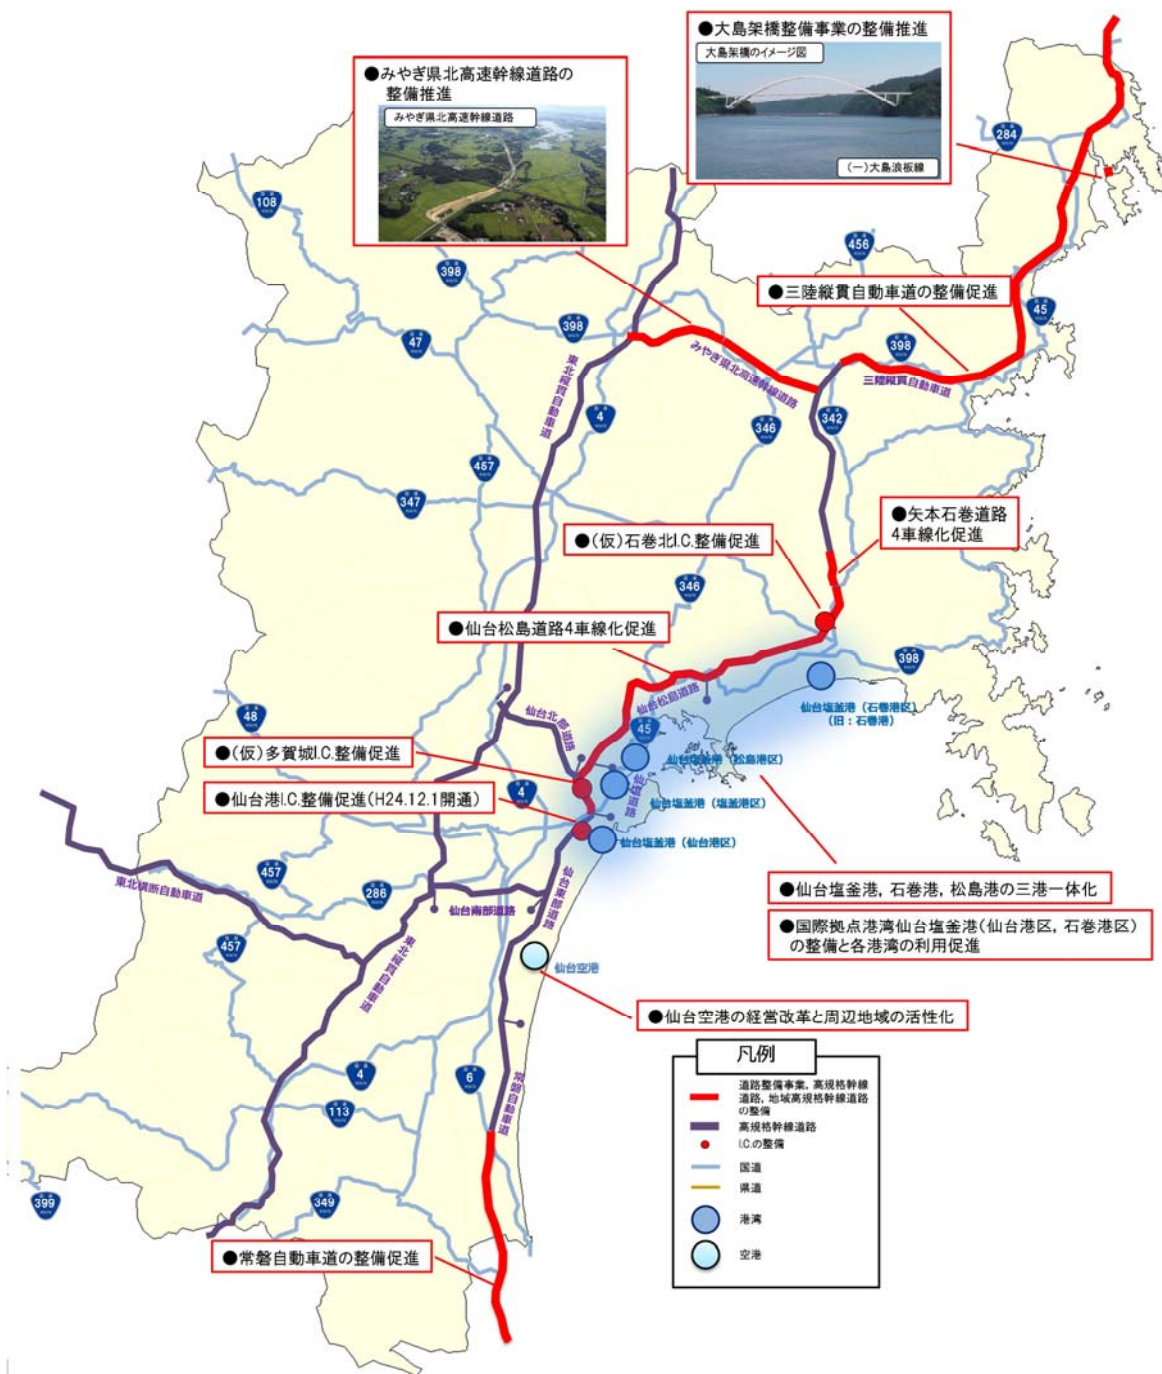 ●大島架橋整備事業の整備推進
大島架橋のイメージ図
(一)大島浪板線
●みやぎ県北高速幹線道路の
整備推進
みやぎ県北高速幹線道路
284
108
456
398
●三陸縦貫自動車道の整備促進
45
398
47
398
みやぎ県北高速幹線道路
三陸縦貫自動車道
東北縦貫自動車道
4
346
342
457
347
●矢本石巻道路
4車線化促進
●(仮)石巻北I.C.整備促進
346
●仙台松島道路4車線化促進
398
仙台松島道路
仙台塩釜港（石巻港区）
（旧：石巻港）
48
仙台北部道路
45
●(仮)多賀城I.C.整備促進
仙台塩釜港（松島港区）
4
●仙台港I.C.整備促進(H24.12.1開通)
仙台塩釜港（塩釜港区）
仙塩道路
仙台塩釜港（仙台港区）
457
東北横断自動車道
286
仙台南部道路
仙台東部道路
●仙台塩釜港，石巻港，松島港の三港一体化
●国際拠点港湾仙台塩釜港(仙台港区，石巻港区)
の整備と各港湾の利用促進
457
東北縦貫自動車道
仙台空港
●仙台空港の経営改革と周辺地域の活性化
凡例
道路整備事業，高規格幹線
道路，地域高規格幹線道路
の整備
高規格幹線道路
I.C.の整備
国道
県道
港湾
空港
4
6
常磐自動車道
113
399
349
●常磐自動車道の整備促進